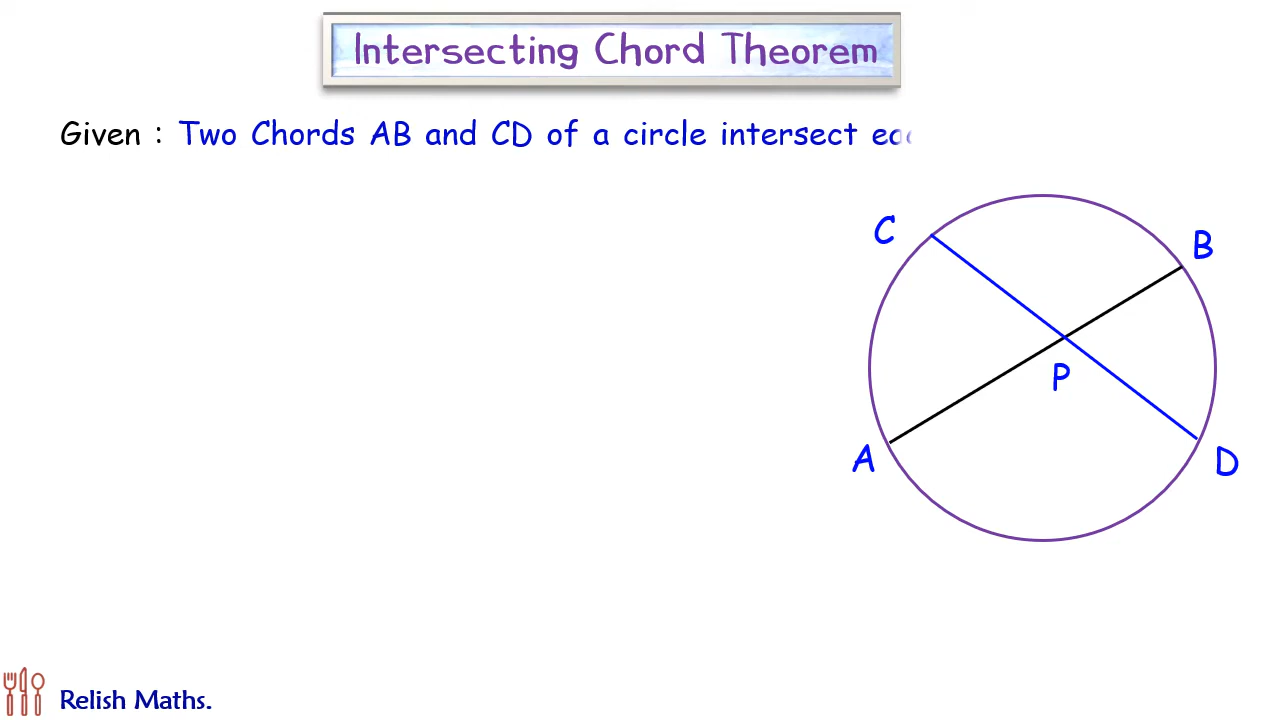 Intersecting Chord Theorem
Given : Two Chords AB and CD of a circle intersect
C
B
P
A
D
Relish Maths.